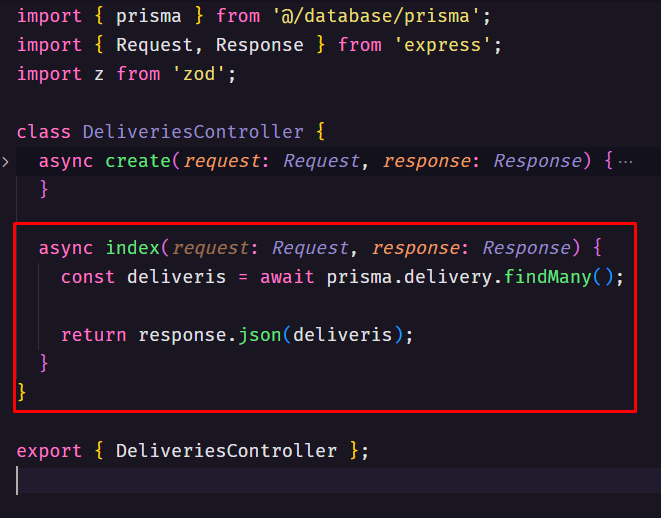 import { prisma } from '@/database/prisma';
import { Request, Response } from 'express';
import z from 'zod';
class DeliveriesController {
async create(request: Request, response: Response) {···
}
async index(request: Request, response: Response) {
const deliveris = await prisma.delivery.findMany();
return response.json(deliveris);
}
}
export { DeliveriesController };